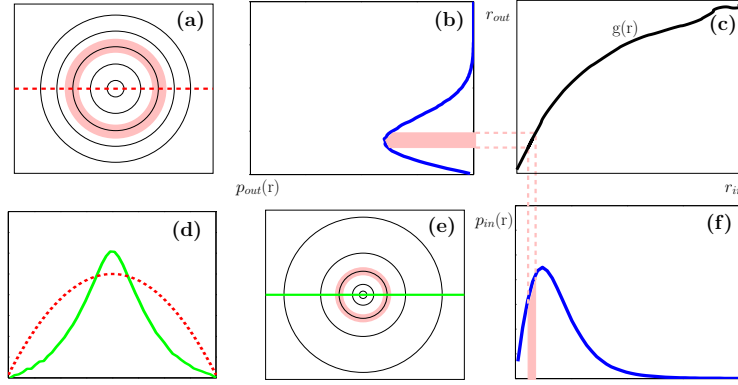 (a)
(b)
r_out
g(r)
(c)
p_out(r)
r_in
(d)
(e)
p_in(r)
(f)